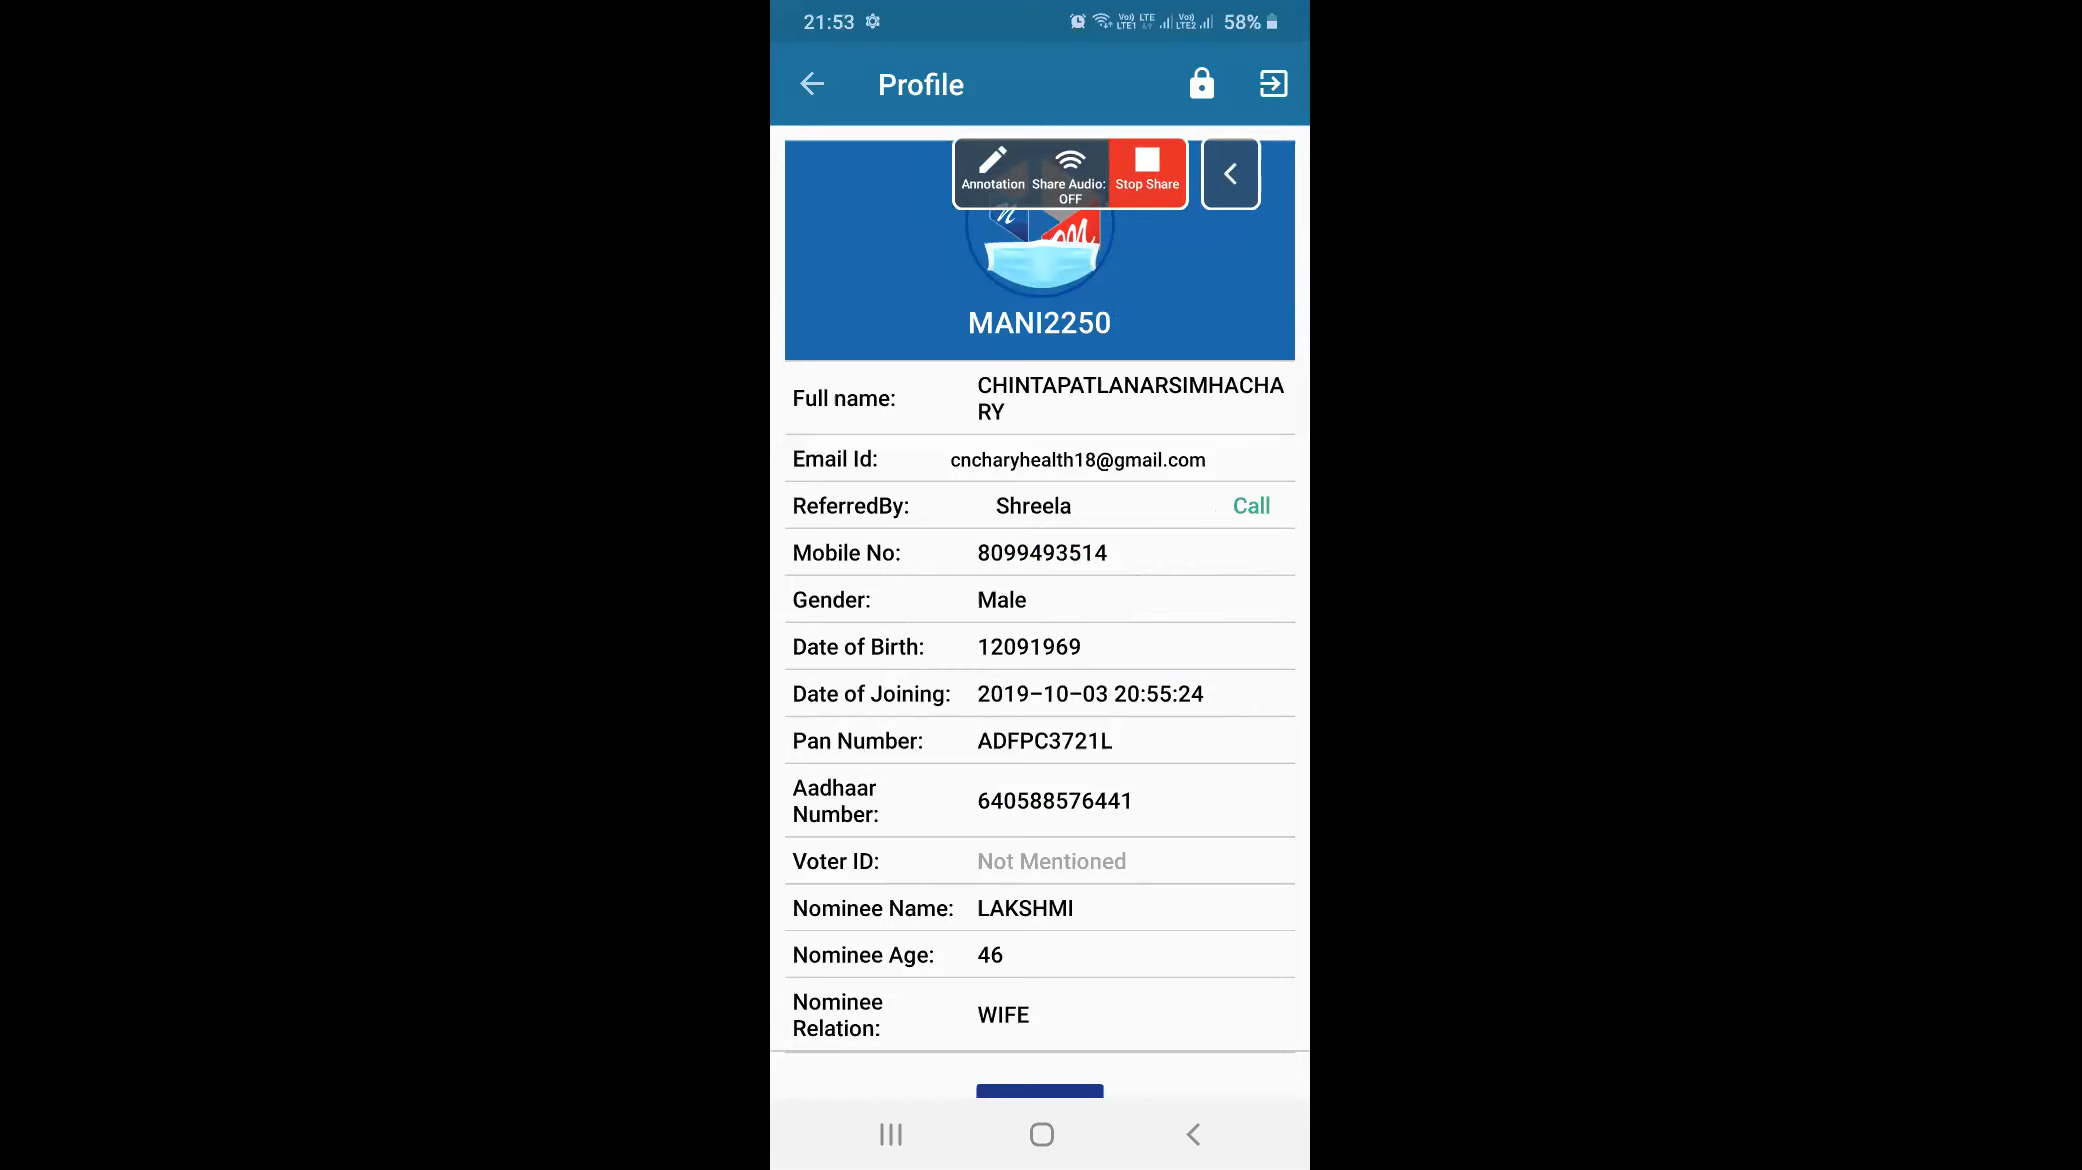 21:53 58%
Profile
Annotation Share Audio: OFF Stop Share
MANI2250
Full name: CHINTAPATLANARSIMHACHA
RY
Email Id: cncharyhealth18@gmail.com
ReferredBy: Shreela Call
Mobile No: 8099493514
Gender: Male
Date of Birth: 12091969
Date of Joining: 2019-10-03 20:55:24
Pan Number: ADFPC3721L
Aadhaar
Number: 640588576441
Voter ID: Not Mentioned
Nominee Name: LAKSHMI
Nominee Age: 46
Nominee
Relation: WIFE